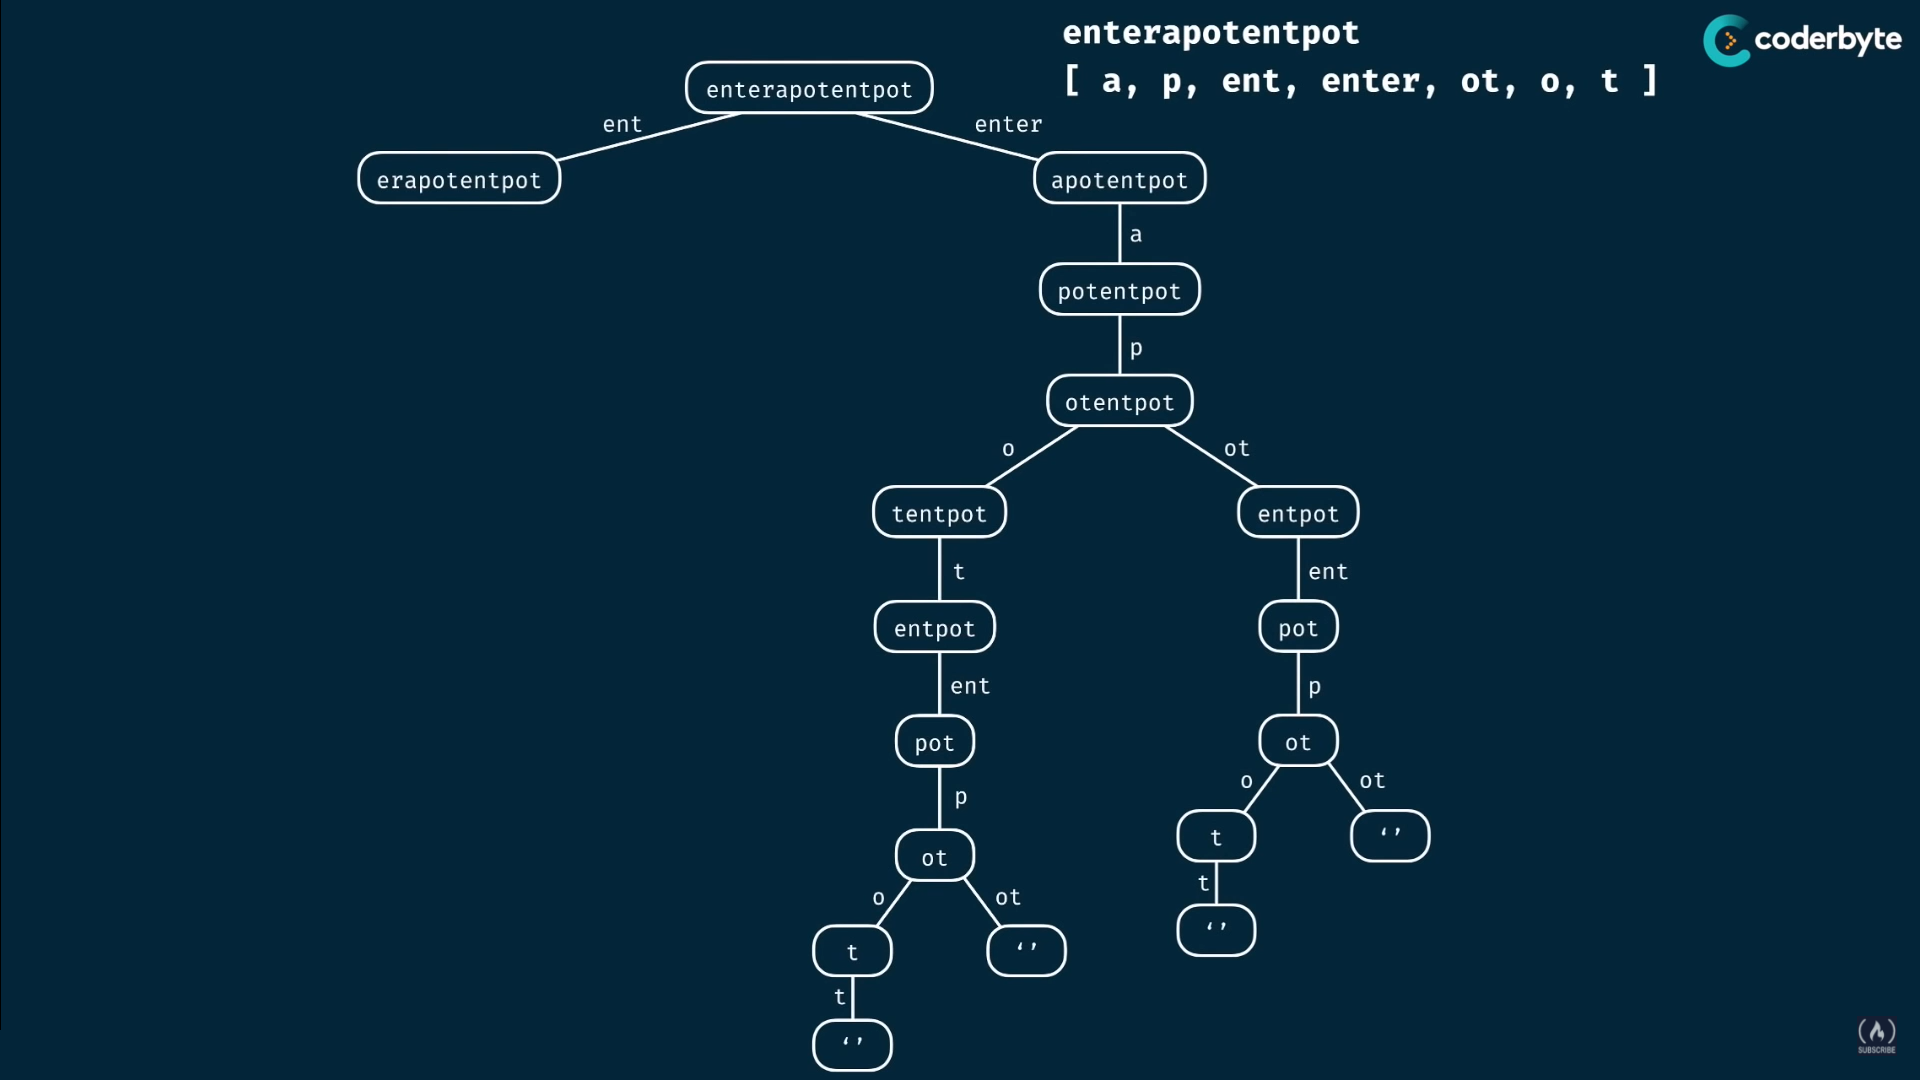 enterapotentpot
[ a, p, ent, enter, ot, o, t ]
coderbyte
enterapotentpot
ent
enter
erapotentpot
apotentpot
a
potentpot
p
otentpot
o
ot
tentpot
entpot
t
ent
entpot
pot
ent
p
pot
ot
o
ot
p
t
‘’
ot
t
o
ot
‘’
t
‘’
t
‘’
SUBSCRIBE